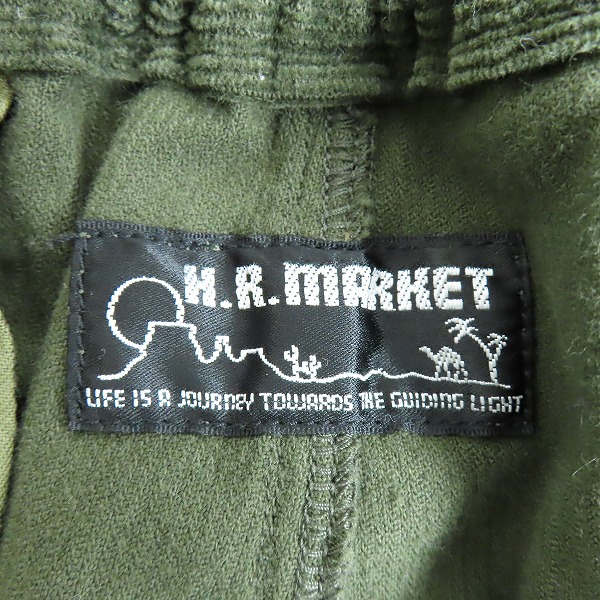 H.R.MARKET
LIFE IS A JOURNEY TOWARDS THE GUIDING LIGHT